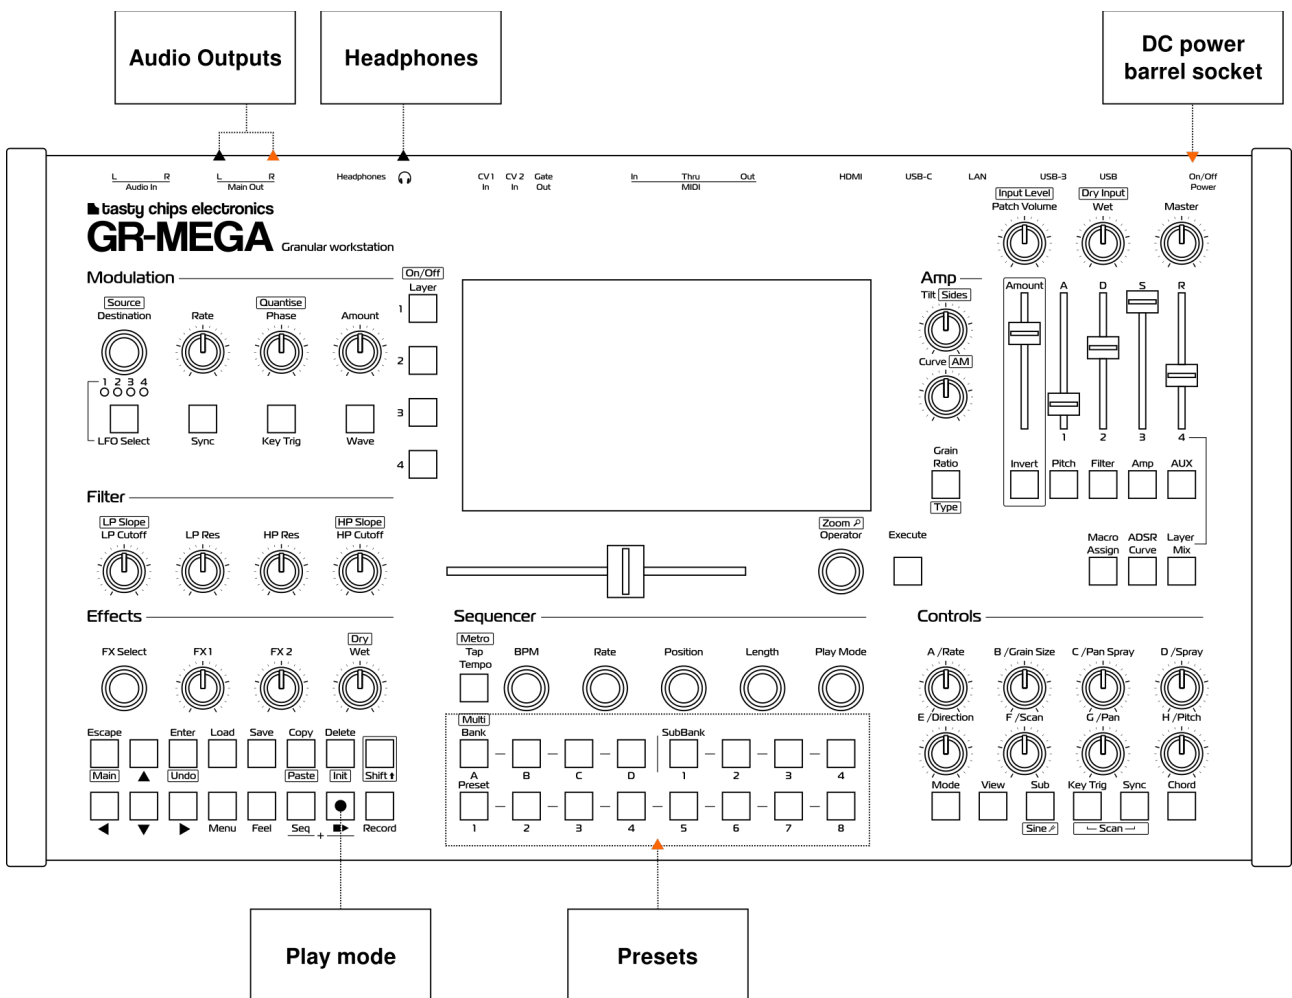 Audio Outputs
Headphones
DC power
barrel socket
L R
Audio In
L R
Main Out
Headphones
CV 1
In
CV 2
In
Gate
Out
In Thru Out
MIDI
HDMI
USB-C
LAN
USB-3
USB
On/Off
Power
tasty chips electronics
GR-MEGA Granular workstation
Input Level
Patch Volume
Dry Input
Wet
Master
Modulation
On/Off
Layer
1
2
3
4
Source
Destination
Rate
Quantise
Phase
Amount
1 2 3 4
LFO Select
Sync
Key Trig
Wave
Amp
Tilt Sides
Curve AM
Grain
Ratio
Type
Amount A D S R
1 2 3 4
Invert Pitch Filter Amp AUX
Macro
Assign
ADSR
Curve
Layer
Mix
Filter
LP Slope
LP Cutoff
LP Res
HP Res
HP Slope
HP Cutoff
Zoom
Operator
Execute
Effects
FX Select
FX 1
FX 2
Dry
Wet
Sequencer
Metro
Tap
Tempo
BPM
Rate
Position
Length
Play Mode
Controls
A /Rate
B /Grain Size
C /Pan Spray
D /Spray
E /Direction
F /Scan
G /Pan
H /Pitch
Mode
View
Sub
Key Trig
Sync
Chord
Sine
Scan
Escape
Enter
Load
Save
Copy
Delete
Main
Undo
Paste
Init
Shift
Menu
Feel
Seq
+
Record
Multi
Bank
SubBank
A B C D 1 2 3 4
Preset
1 2 3 4 5 6 7 8
Play mode
Presets